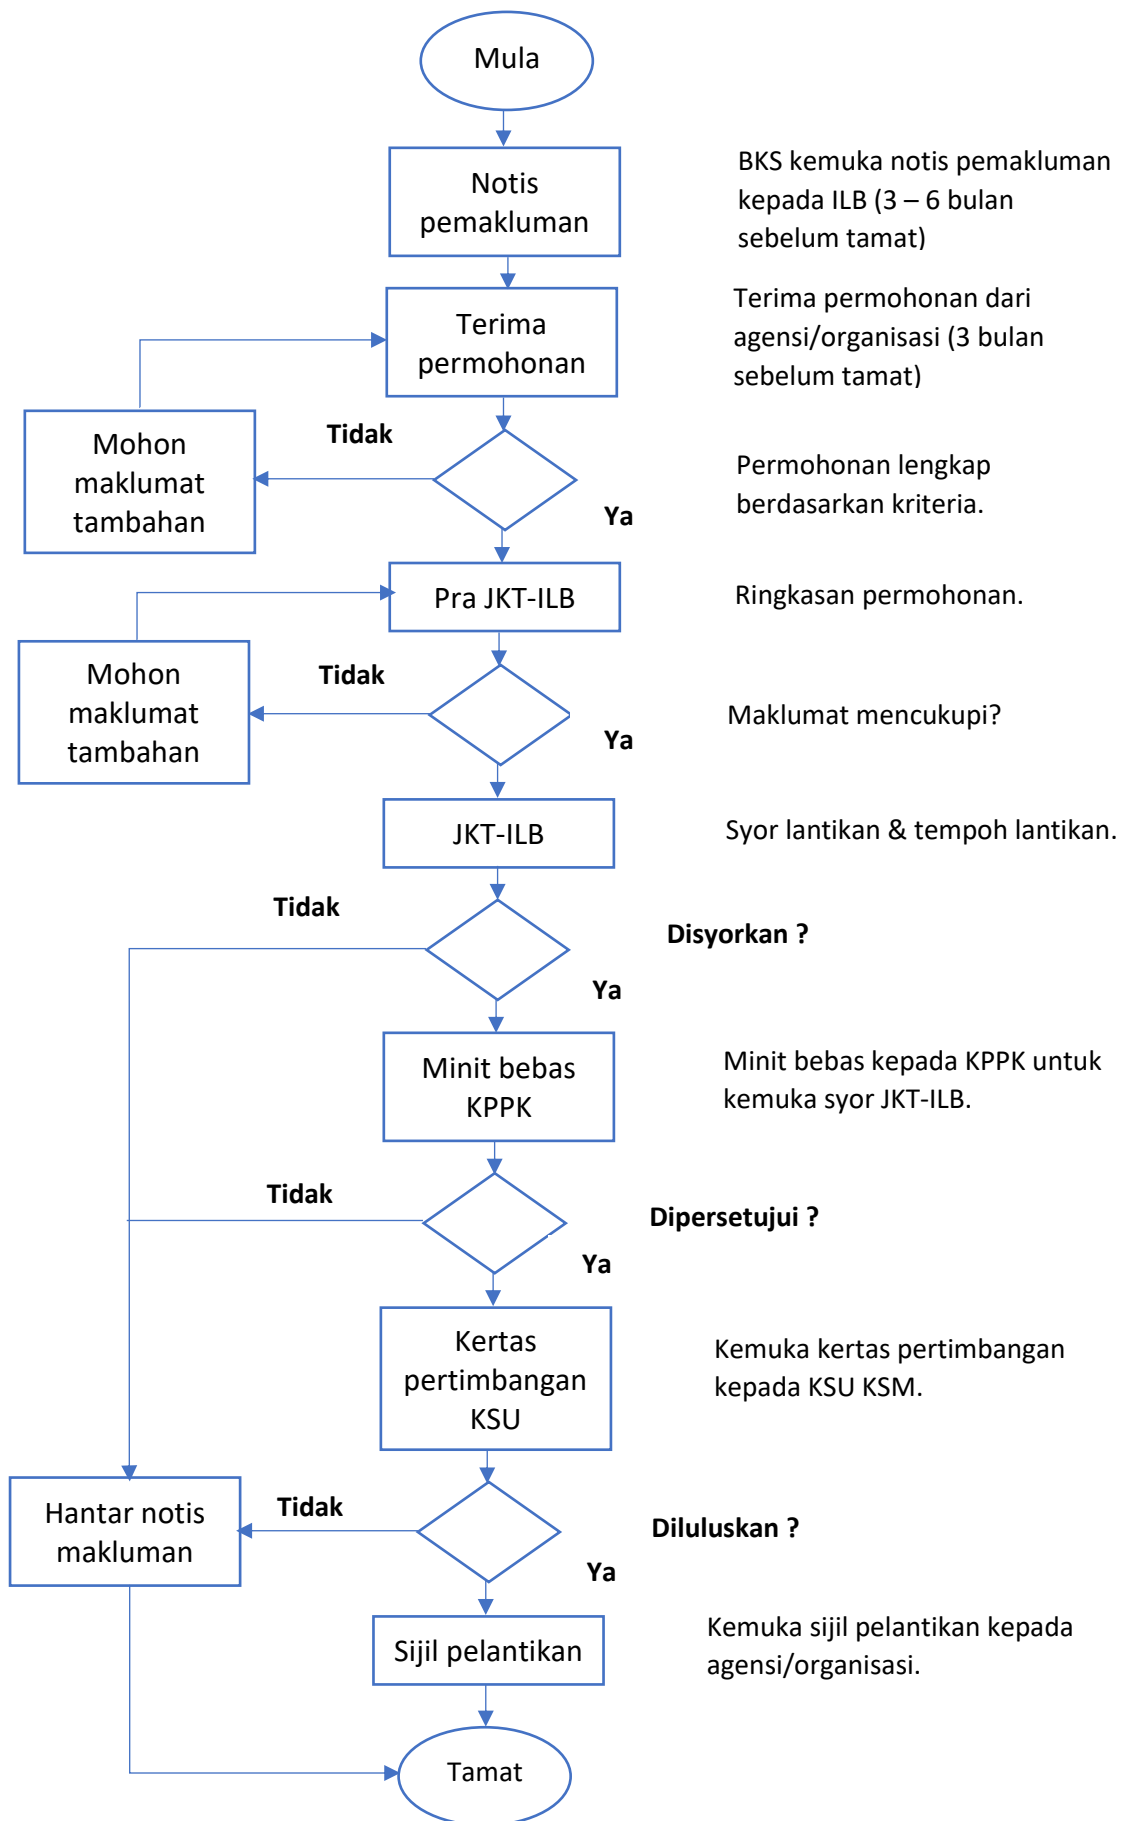 Mula
Notis
pemakluman
BKS kemuka notis pemakluman
kepada ILB (3 – 6 bulan
sebelum tamat)
Terima
permohonan
Terima permohonan dari
agensi/organisasi (3 bulan
sebelum tamat)
Mohon
maklumat
tambahan
Tidak
Ya
Permohonan lengkap
berdasarkan kriteria.
Pra JKT-ILB
Ringkasan permohonan.
Mohon
maklumat
tambahan
Tidak
Ya
Maklumat mencukupi?
JKT-ILB
Syor lantikan & tempoh lantikan.
Tidak
Disyorkan ?
Ya
Minit bebas
KPPK
Minit bebas kepada KPPK untuk
kemuka syor JKT-ILB.
Tidak
Dipersetujui ?
Ya
Kertas
pertimbangan
KSU
Kemuka kertas pertimbangan
kepada KSU KSM.
Hantar notis
makluman
Tidak
Diluluskan ?
Ya
Sijil pelantikan
Kemuka sijil pelantikan kepada
agensi/organisasi.
Tamat